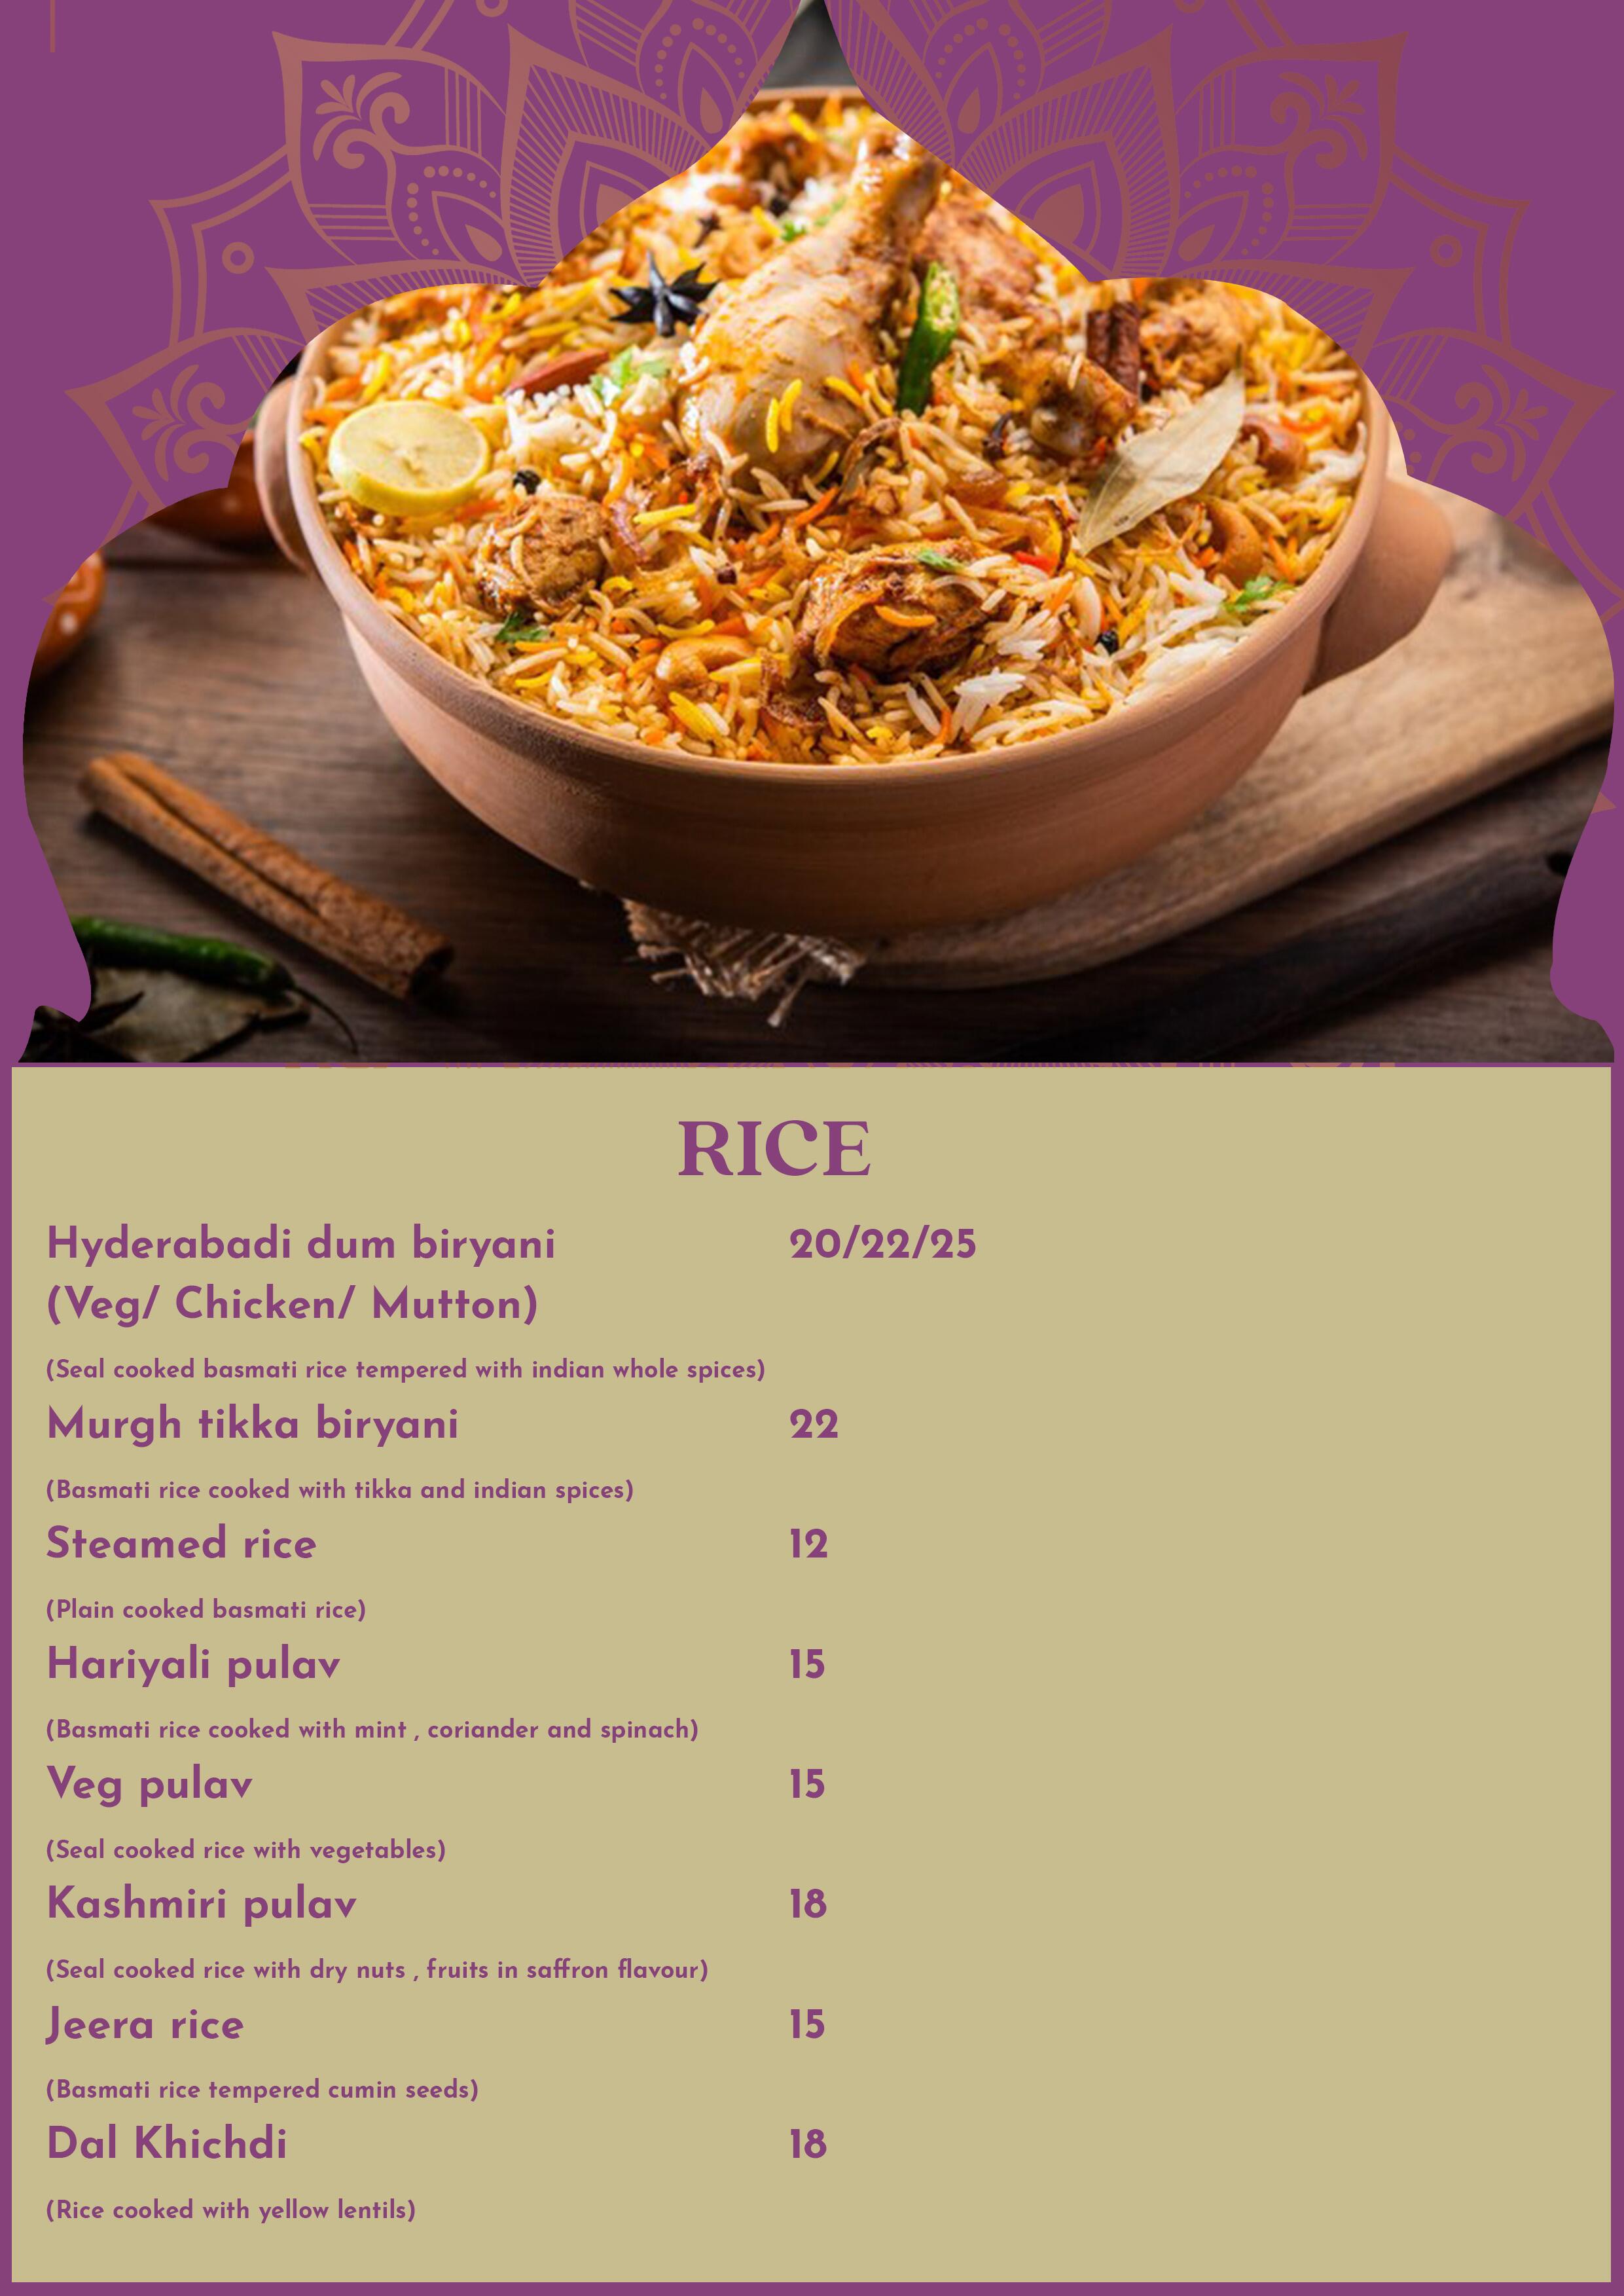 RICE
Hyderabadi dum biryani 20/22/25
(Veg/ Chicken/ Mutton)
(Seal cooked basmati rice tempered with indian whole spices)
Murgh tikka biryani 22
(Basmati rice cooked with tikka and indian spices)
Steamed rice 12
(Plain cooked basmati rice)
Hariyali pulav 15
(Basmati rice cooked with mint , coriander and spinach)
Veg pulav 15
(Seal cooked rice with vegetables)
Kashmiri pulav 18
(Seal cooked rice with dry nuts , fruits in saffron flavour)
Jeera rice 15
(Basmati rice tempered cumin seeds)
Dal Khichdi 18
(Rice cooked with yellow lentils)